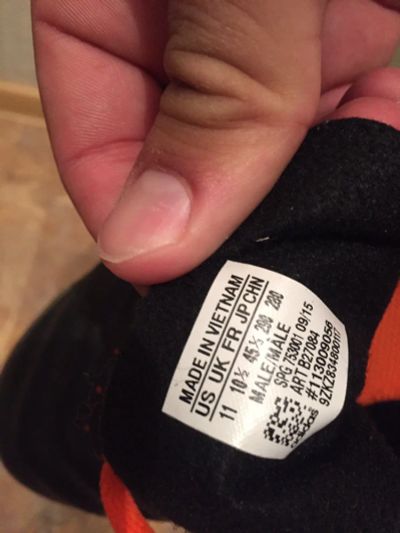 MADE IN VIETNAM
US UK FR JP CHN
11 10½ 45⅓ 290 280
MALE/MALE
SPG 753001 09/15
ART B27084
#113009056
adidas